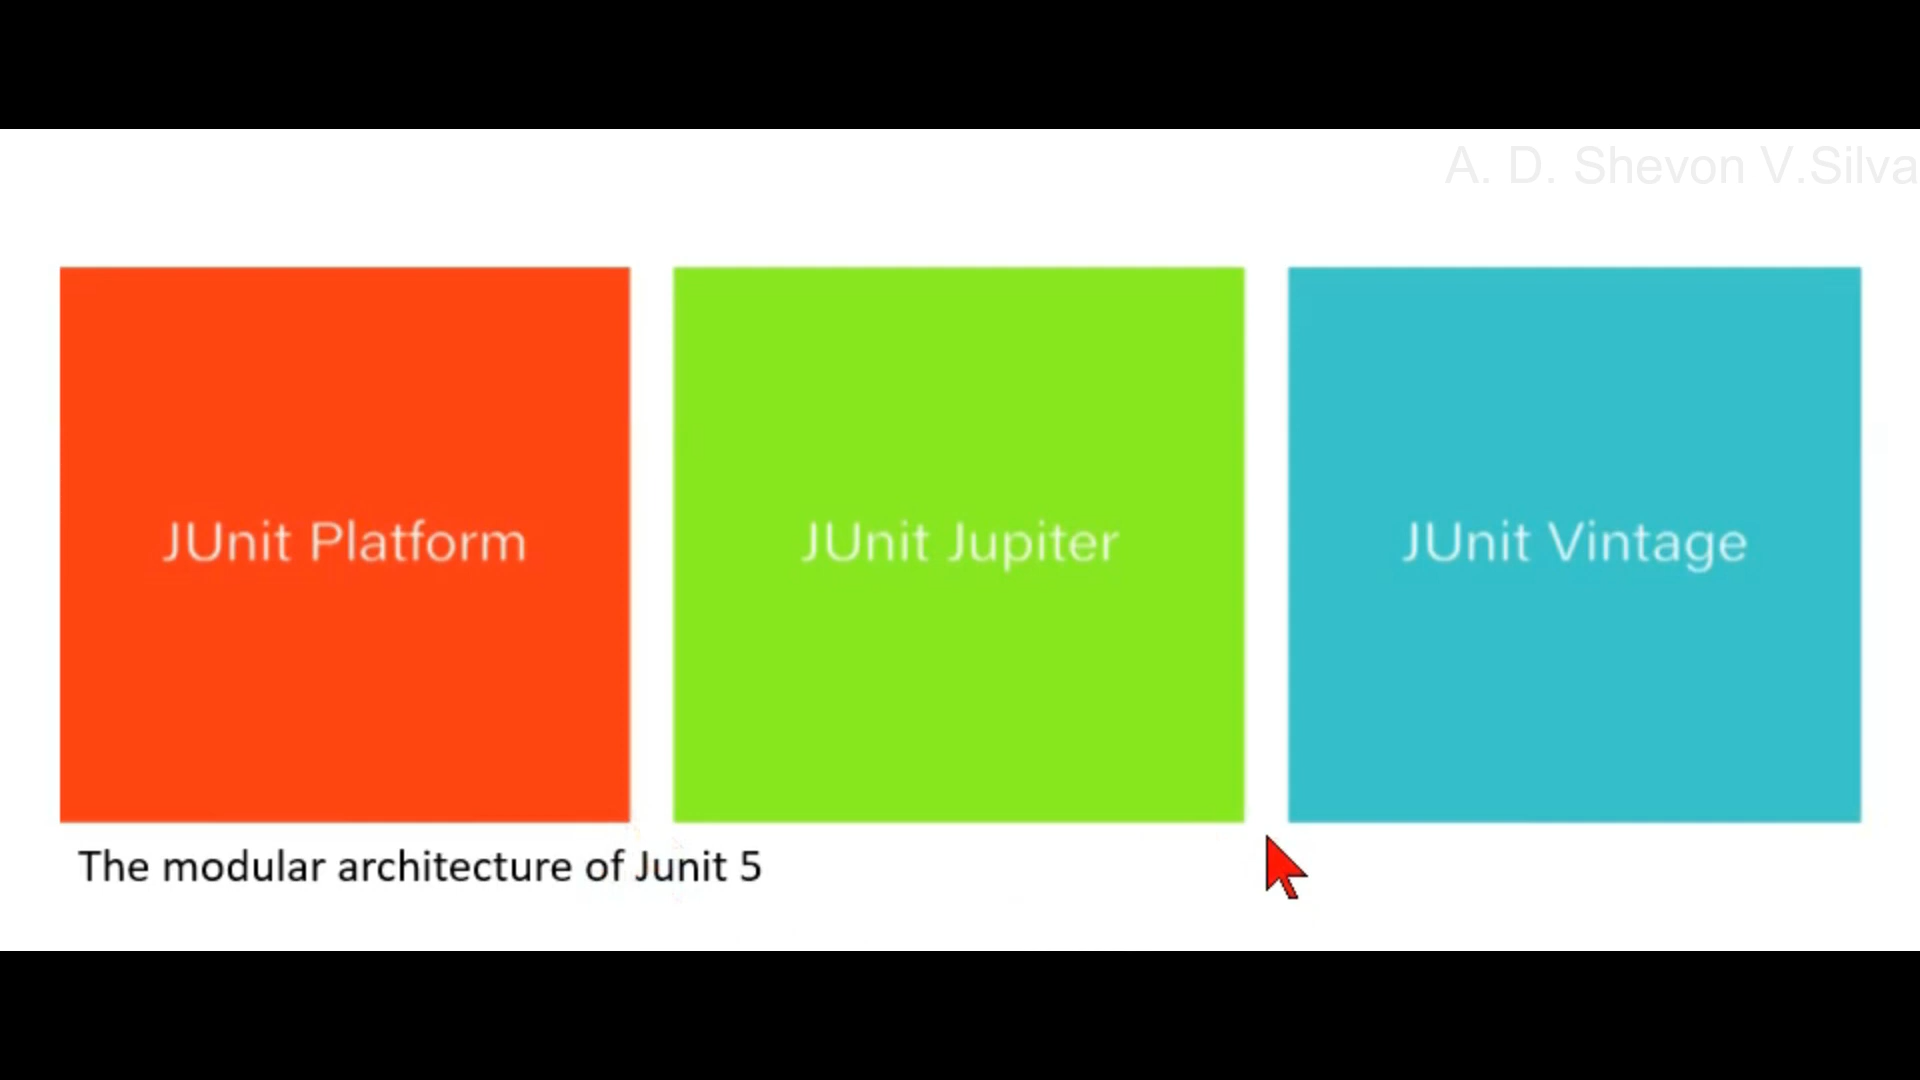 A. D. Shevon V.Silva
JUnit Platform
JUnit Jupiter
JUnit Vintage
The modular architecture of Junit 5